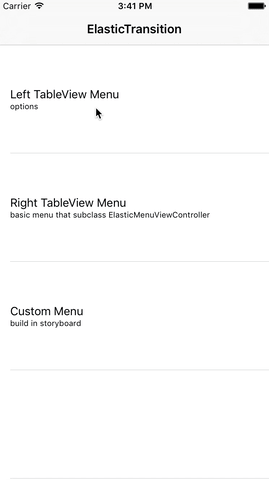 Carrier 3:41 PM
ElasticTransition
Left TableView Menu
options
Right TableView Menu
basic menu that subclass ElasticMenuViewController
Custom Menu
build in storyboard